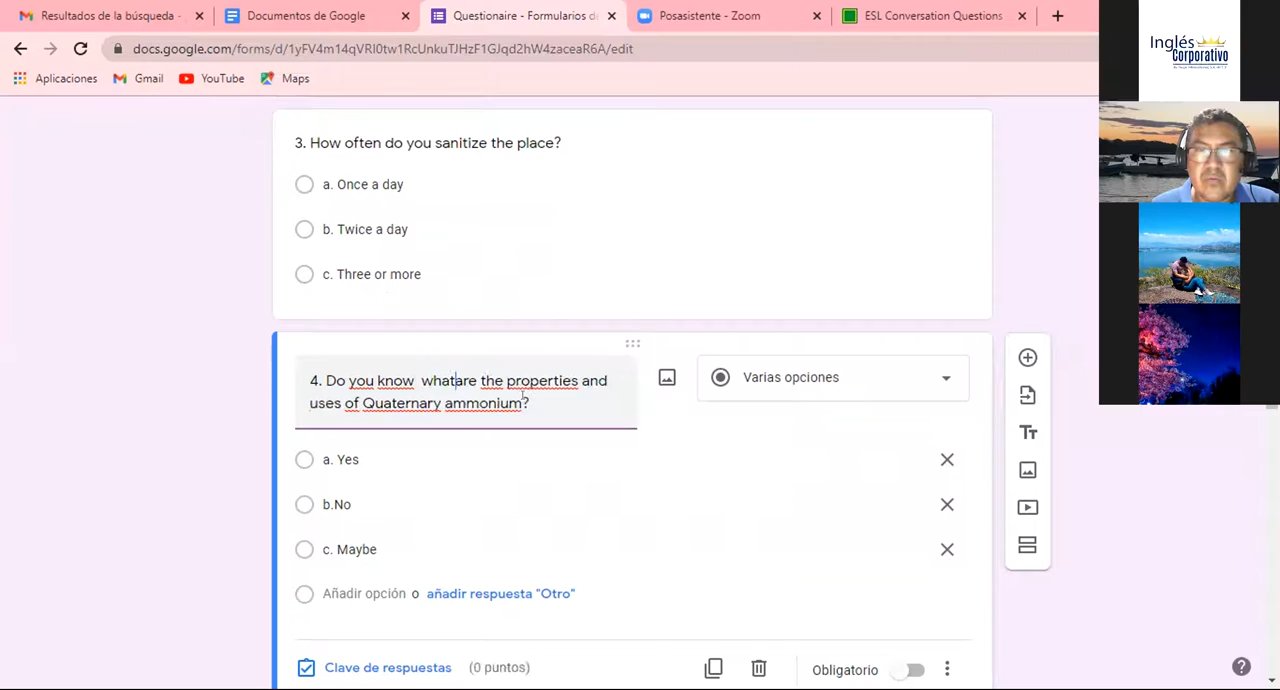 Resultados de la búsqueda -
Documentos de Google
Questionaire - Formularios d
Posasistente - Zoom
ESL Conversation Questions
docs.google.com/forms/d/1yFV4m14qVRl0tw1RcUnkuTJHzF1GJqd2hW4zaceaR6A/edit
Aplicaciones
Gmail
YouTube
Maps
Inglés
Corporativo
3. How often do you sanitize the place?
a. Once a day
b. Twice a day
c. Three or more
4. Do you know  whatare the properties and
uses of Quaternary ammonium?
Varias opciones
a. Yes
b.No
c. Maybe
Añadir opción o añadir respuesta "Otro"
Clave de respuestas (0 puntos)
Obligatorio